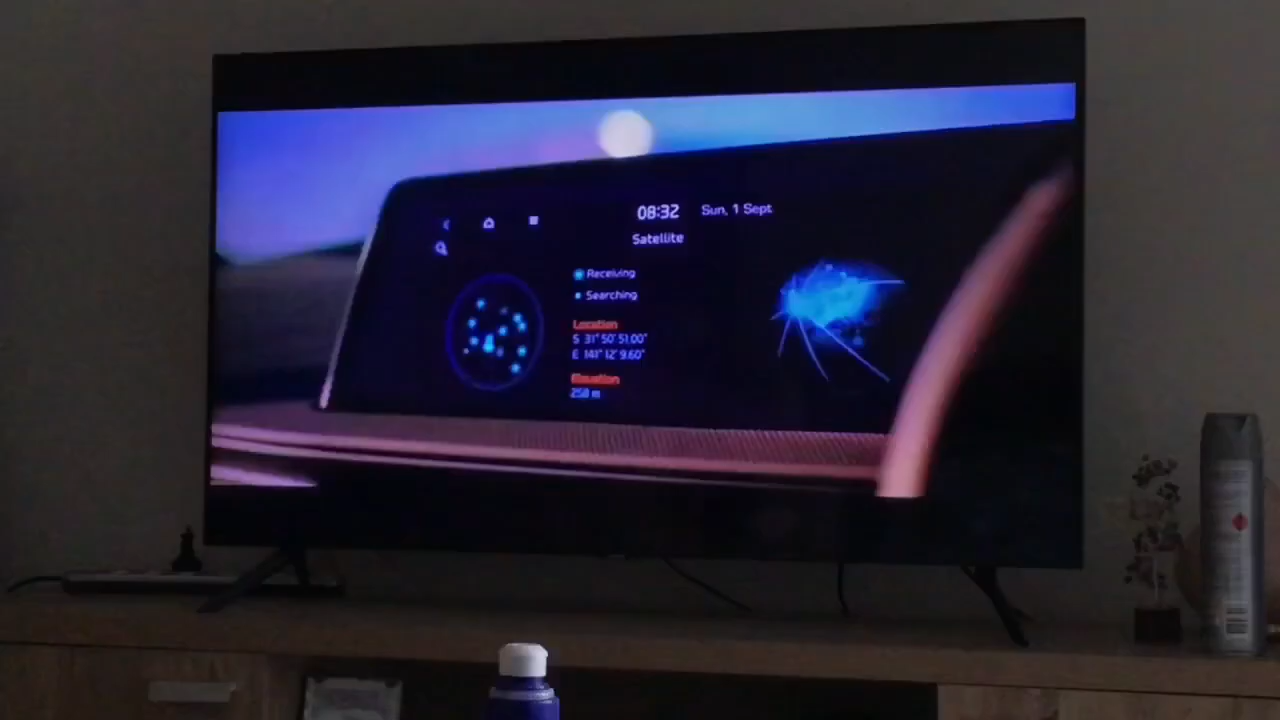 08:32 Sun, 1 Sept
Satellite
Receiving
Searching
Location
S 31° 50' 51.00"
E 141° 12' 9.60"
Elevation
258 m